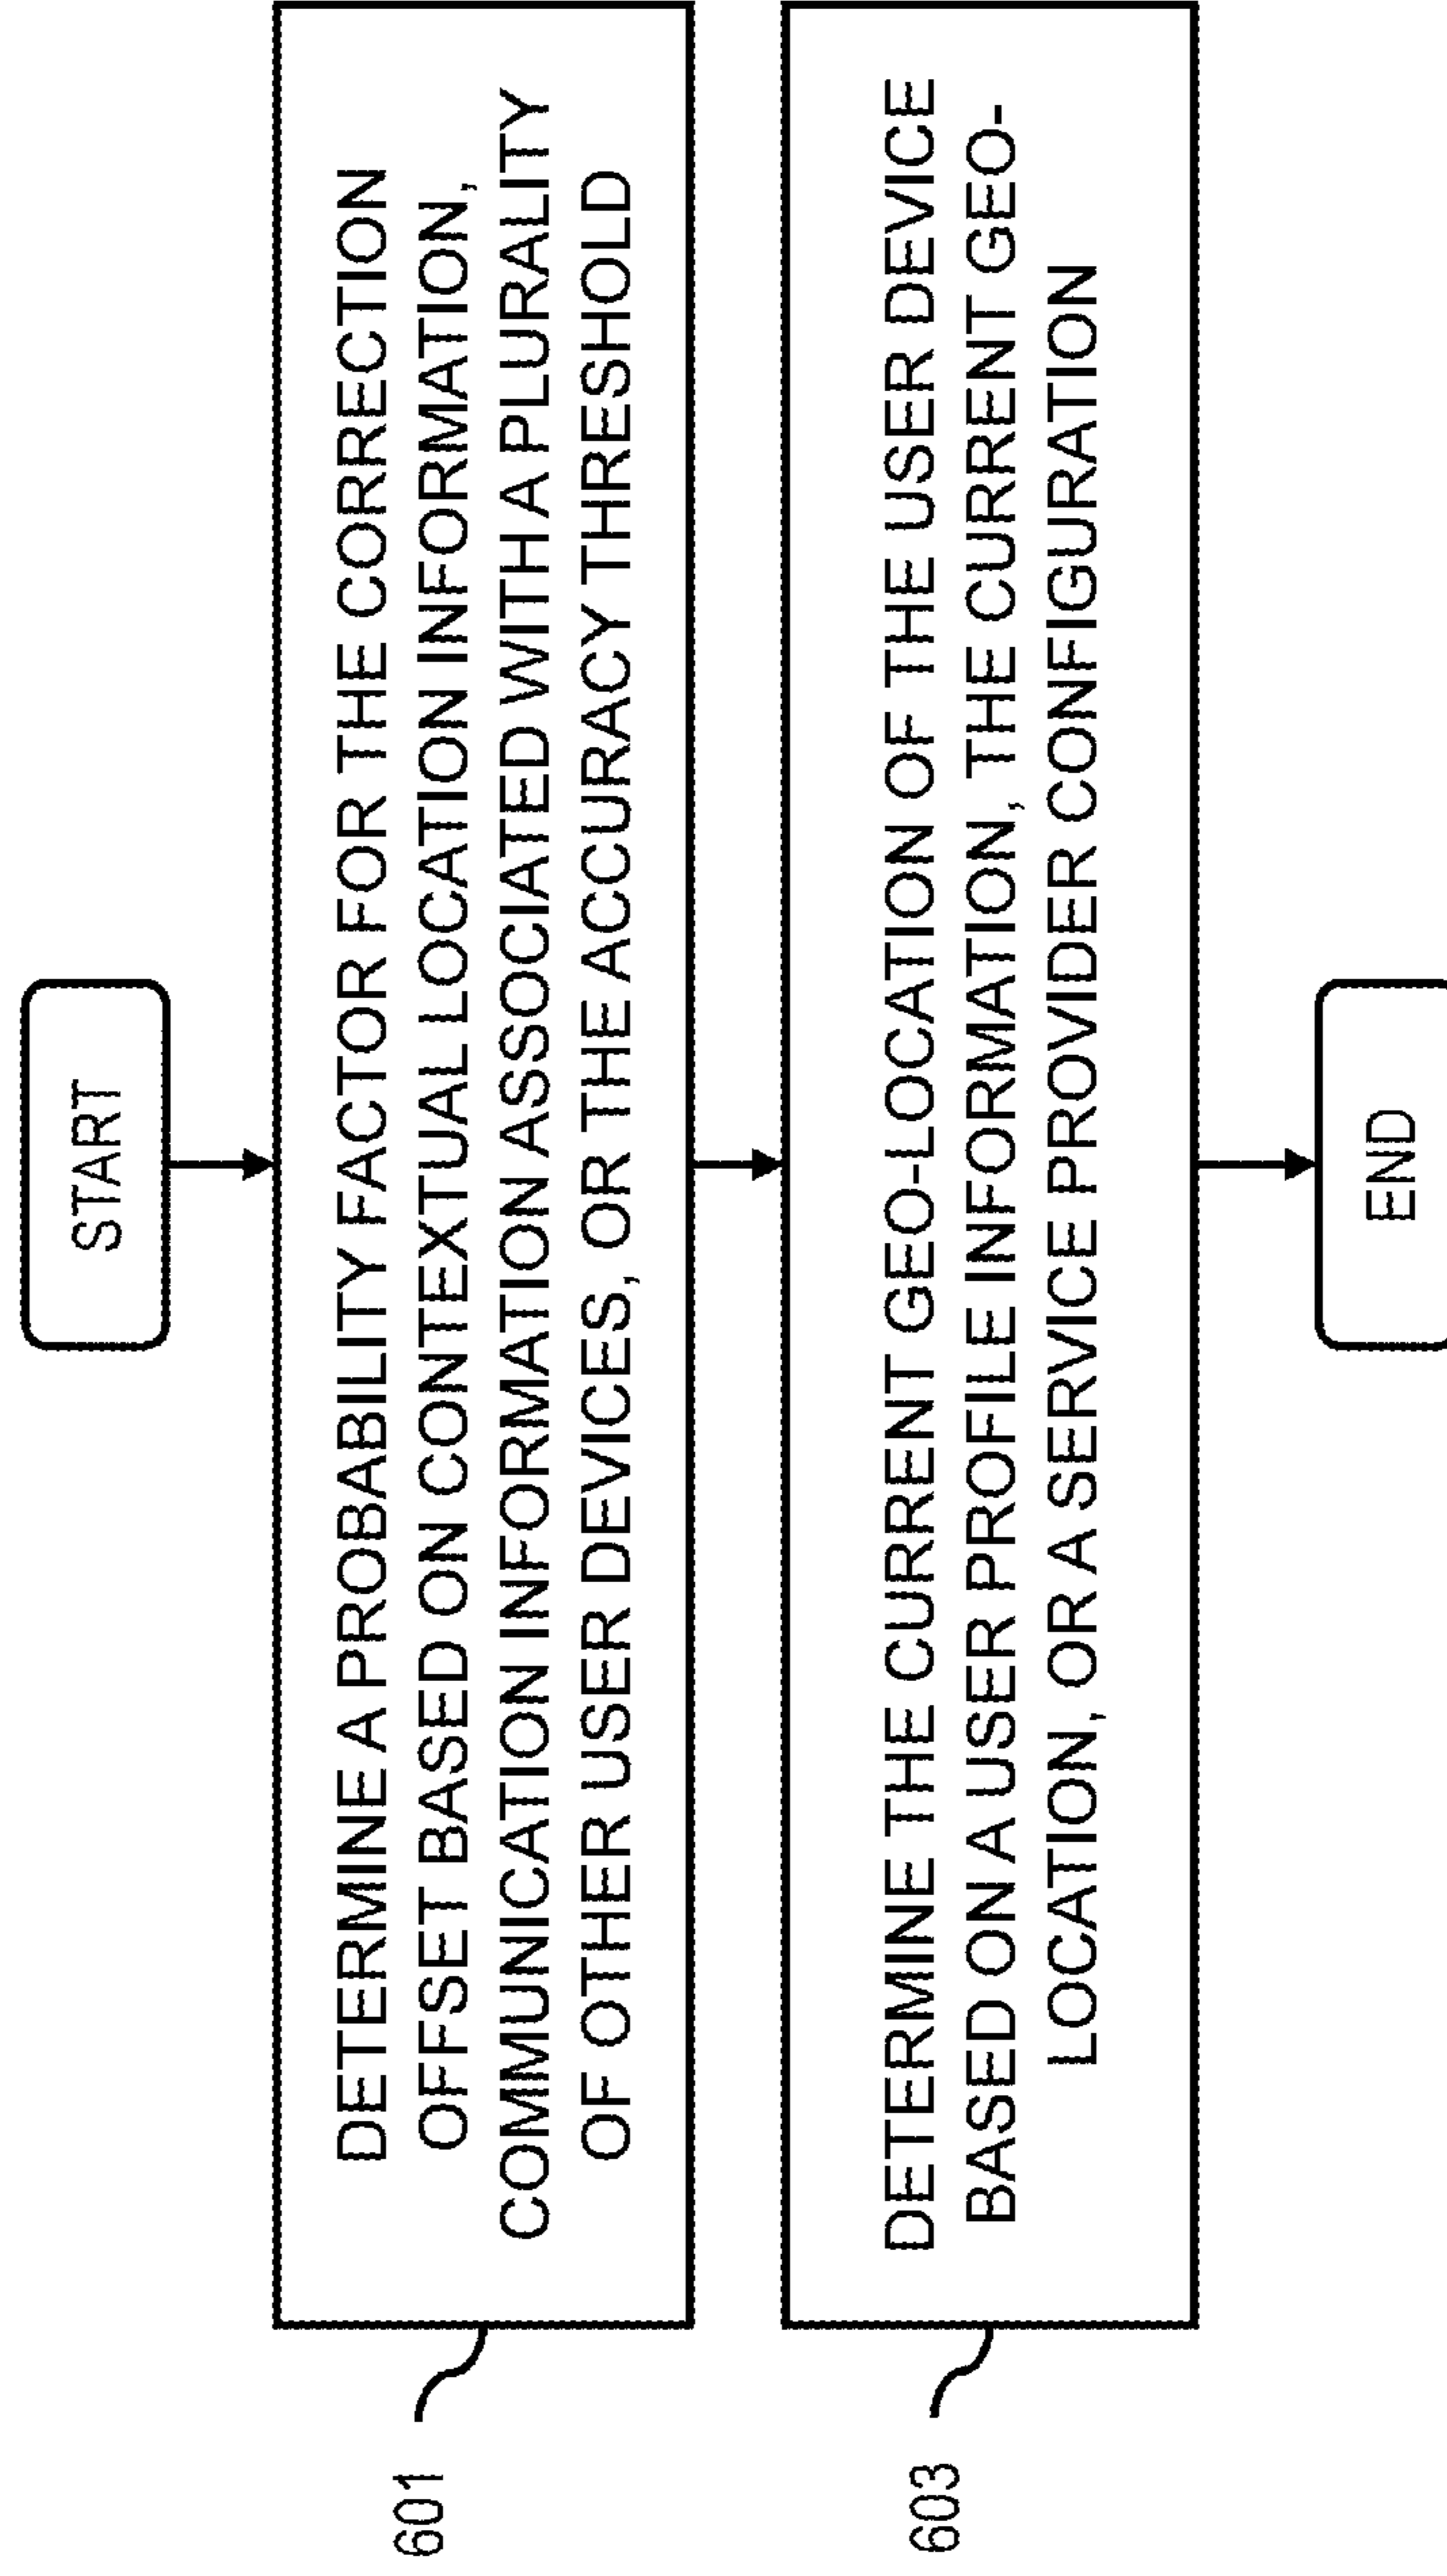 START
DETERMINE A PROBABILITY FACTOR FOR THE CORRECTION
OFFSET BASED ON CONTEXTUAL LOCATION INFORMATION,
COMMUNICATION INFORMATION ASSOCIATED WITH A PLURALITY
OF OTHER USER DEVICES, OR THE ACCURACY THRESHOLD
601
DETERMINE THE CURRENT GEO-LOCATION OF THE USER DEVICE
BASED ON A USER PROFILE INFORMATION, THE CURRENT GEO-
LOCATION, OR A SERVICE PROVIDER CONFIGURATION
603
END